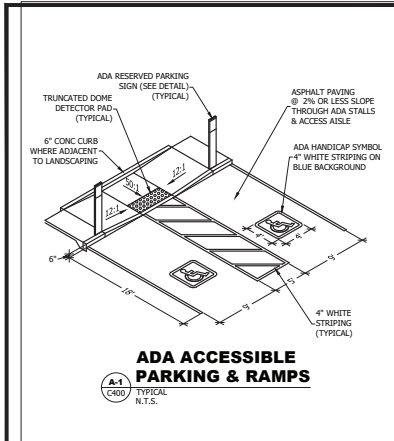 ADA RESERVED PARKING
SIGN (SEE DETAIL)
(TYPICAL)
TRUNCATED DOME
DETECTOR PAD
(TYPICAL)
6" CONC CURB
WHERE ADJACENT
TO LANDSCAPING
ASPHALT PAVING
@ 2% OR LESS SLOPE
THROUGH ADA STALLS
& ACCESS AISLE
ADA HANDICAP SYMBOL
4" WHITE STRIPING ON
BLUE BACKGROUND
50:1
12:1
12:1
6"
18'
4'
4'
9'
5'
9'
4" WHITE
STRIPING
(TYPICAL)
ADA ACCESSIBLE
PARKING & RAMPS
A-1
C400
TYPICAL
N.T.S.